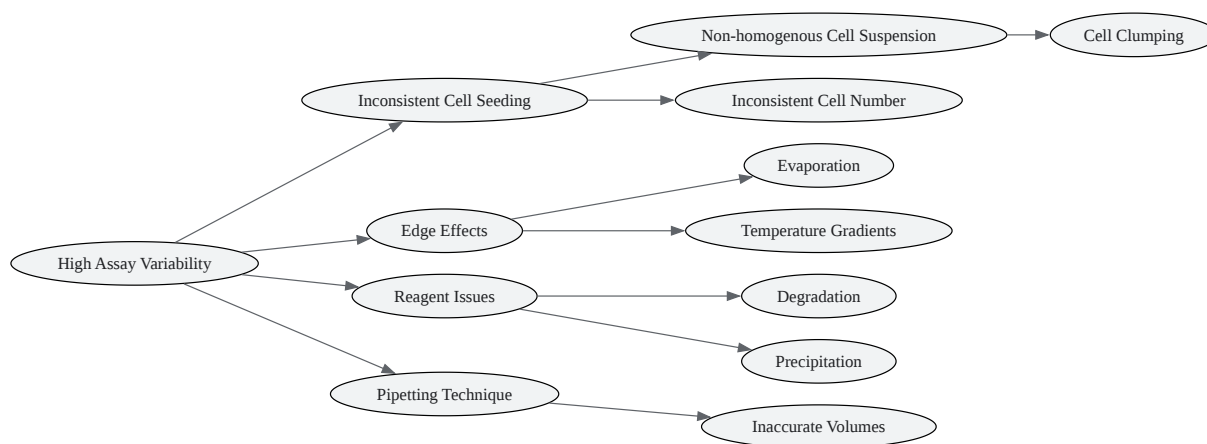 Non-homogenous Cell Suspension
Cell Clumping
Inconsistent Cell Seeding
Inconsistent Cell Number
Evaporation
Edge Effects
Temperature Gradients
High Assay Variability
Reagent Issues
Degradation
Precipitation
Pipetting Technique
Inaccurate Volumes